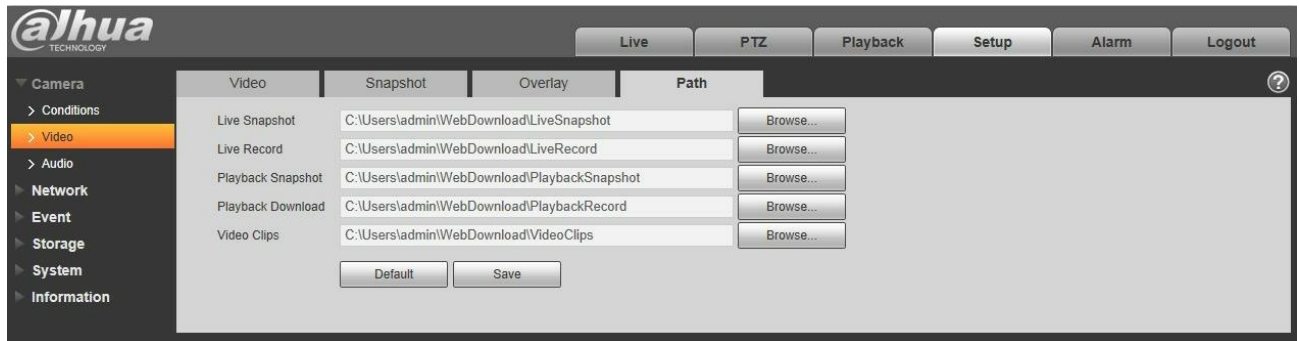 alhua
TECHNOLOGY
Live PTZ Playback Setup Alarm Logout
Camera
> Conditions
> Video
> Audio
Network
Event
Storage
System
Information
Video Snapshot Overlay Path ?
Live Snapshot C:\Users\admin\WebDownload\LiveSnapshot Browse...
Live Record C:\Users\admin\WebDownload\LiveRecord Browse...
Playback Snapshot C:\Users\admin\WebDownload\PlaybackSnapshot Browse...
Playback Download C:\Users\admin\WebDownload\PlaybackRecord Browse...
Video Clips C:\Users\admin\WebDownload\VideoClips Browse...
Default Save